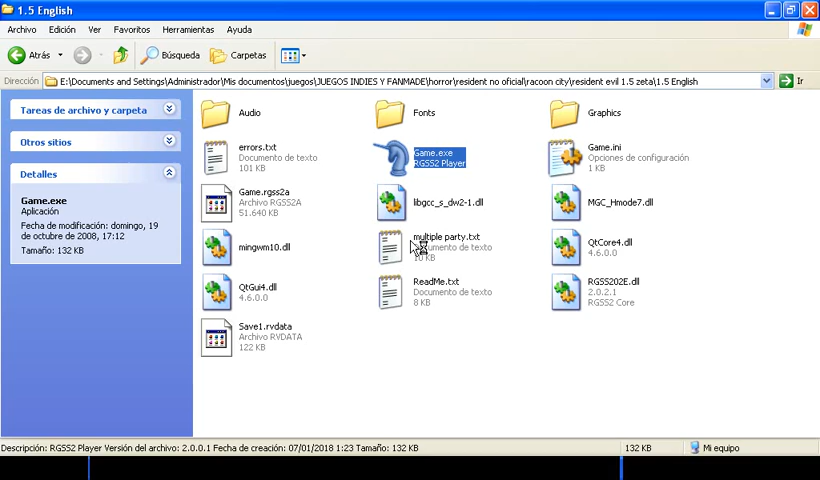 1.5 English
Archivo Edición Ver Favoritos Herramientas Ayuda
Atrás Búsqueda Carpetas
Dirección E:\Documents and Settings\Administrador\Mis documentos\juegos\JUEGOS INDIES Y FANMADE\horror\resident no oficial\racoon city\resident evil 1.5 zeta\1.5 English Ir
Tareas de archivo y carpeta
Otros sitios
Detalles
Game.exe
Aplicación
Fecha de modificación: domingo, 19
de octubre de 2008, 17:12
Tamaño: 132 KB
Audio
Fonts
Graphics
errors.txt
Documento de texto
101 KB
Game.exe
RGSS2 Player
Game.ini
Opciones de configuración
1 KB
Game.rgss2a
Archivo RGSS2A
51.640 KB
libgcc_s_dw2-1.dll
MGC_Hmode7.dll
mingwm10.dll
multiple party.txt
Documento de texto
10 KB
QtCore4.dll
4.6.0.0
QtGui4.dll
4.6.0.0
ReadMe.txt
Documento de texto
8 KB
RGSS202E.dll
2.0.2.1
RGSS2 Core
Save1.rvdata
Archivo RVDATA
122 KB
Descripción: RGSS2 Player Versión del archivo: 2.0.0.1 Fecha de creación: 07/01/2018 1:23 Tamaño: 132 KB 132 KB Mi equipo